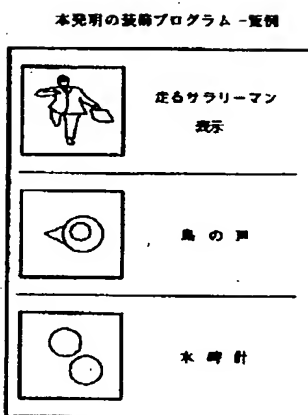 本発明の装飾プログラム一覧例
走るサラリーマン
表示
鳥の声
水時計